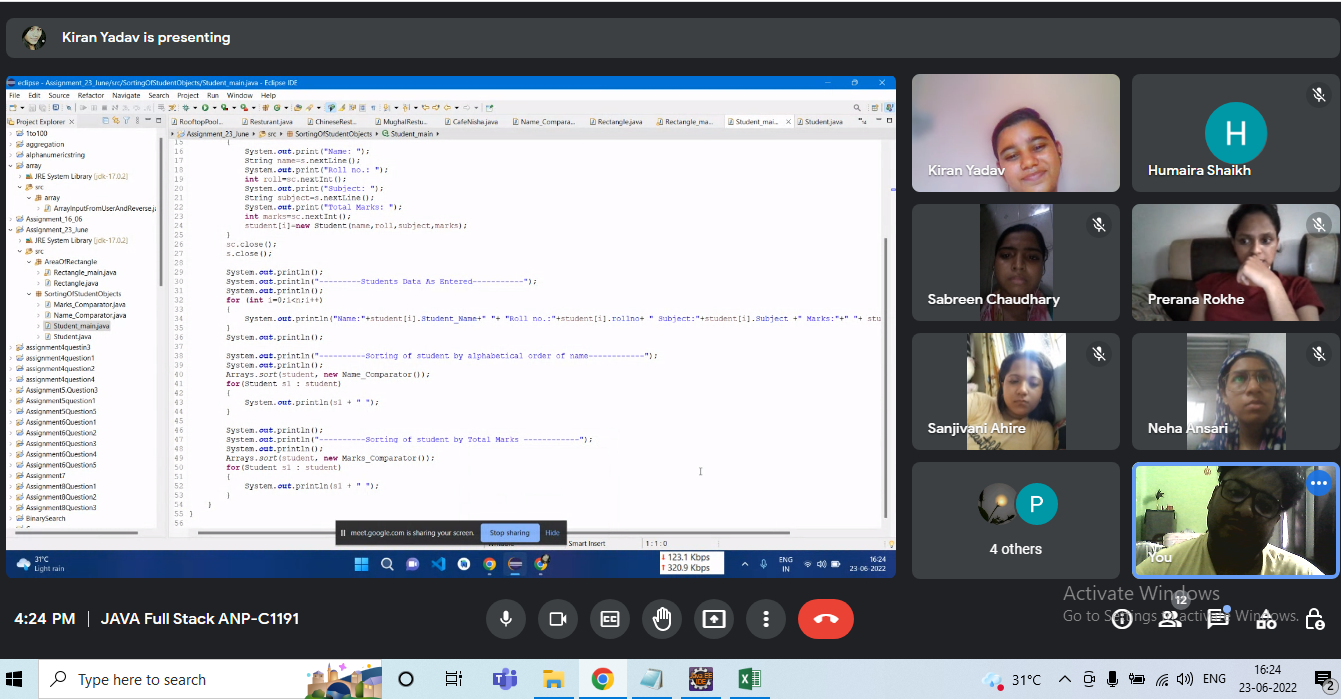 Kiran Yadav is presenting
eclipse - Assignment_23_June/src/SortingOfStudentObjects/Student_main.java - Eclipse IDE
File Edit Source Refactor Navigate Search Project Run Window Help
Project Explorer
RooftopPool...
Resturant.java
ChineseRest...
MughalRestu...
CafeNisha.java
Name_Compara...
Rectangle.java
Rectangle_ma...
Student_mai...
Student.java
Assignment_23_June src SortingOfStudentObjects Student_main
1to100
aggregation
alphanumericstring
array
JRE System Library [jdk-17.0.2]
src
array
ArrayInputFromUserAndReverse.ja
Assignment_16_06
Assignment_23_June
JRE System Library [jdk-17.0.2]
src
AreaOfRectangle
Rectangle_main.java
Rectangle.java
SortingOfStudentObjects
Marks_Comparator.java
Name_Comparator.java
Student_main.java
Student.java
assignment4questin3
assignment4question1
assignment4question2
assignment4question4
Assignment5.Question3
Assignment5question1
Assignment5Question5
Assignment6Question1
Assignment6Question2
Assignment6Question3
Assignment6Question4
Assignment6Question5
Assignment7
Assignment8Question1
Assignment8Question2
Assignment8Question3
BinarySearch
15 {
16 System.out.print("Name: ");
17 String name=s.nextLine();
18 System.out.print("Roll no.: ");
19 int roll=sc.nextInt();
20 System.out.print("Subject: ");
21 String subject=s.nextLine();
22 System.out.print("Total Marks: ");
23 int marks=sc.nextInt();
24 student[i]=new Student(name,roll,subject,marks);
25 }
26 sc.close();
27 s.close();
28
29 System.out.println();
30 System.out.println("---------Students Data As Entered-----------");
31 System.out.println();
32 for (int i=0;i<n;i++)
33 {
34 System.out.println("Name:"+student[i].Student_Name+" "+ "Roll no.:"+student[i].rollno+ " Subject:"+student[i].Subject +" Marks:"+" "+ stu
35 }
36 System.out.println();
37
38 System.out.println("----------Sorting of student by alphabetical order of name------------");
39 System.out.println();
40 Arrays.sort(student, new Name_Comparator());
41 for(Student s1 : student)
42 {
43 System.out.println(s1 + " ");
44 }
45
46 System.out.println();
47 System.out.println("----------Sorting of student by Total Marks ------------");
48 System.out.println();
49 Arrays.sort(student, new Marks_Comparator());
50 for(Student s1 : student)
51 {
52 System.out.println(s1 + " ");
53 }
54 }
55 }
56
meet.google.com is sharing your screen.
Stop sharing
Hide
Smart Insert
1 : 1 : 0
31°C
Light rain
123.1 Kbps
320.9 Kbps
ENG
IN
16:24
23-06-2022
Kiran Yadav
H
Humaira Shaikh
Sabreen Chaudhary
Prerana Rokhe
Sanjivani Ahire
Neha Ansari
P
4 others
You
Activate Windows
Go to Settings to activate Windows.
12
4:24 PM | JAVA Full Stack ANP-C1191
Type here to search
31°C
ENG
16:24
23-06-2022
2